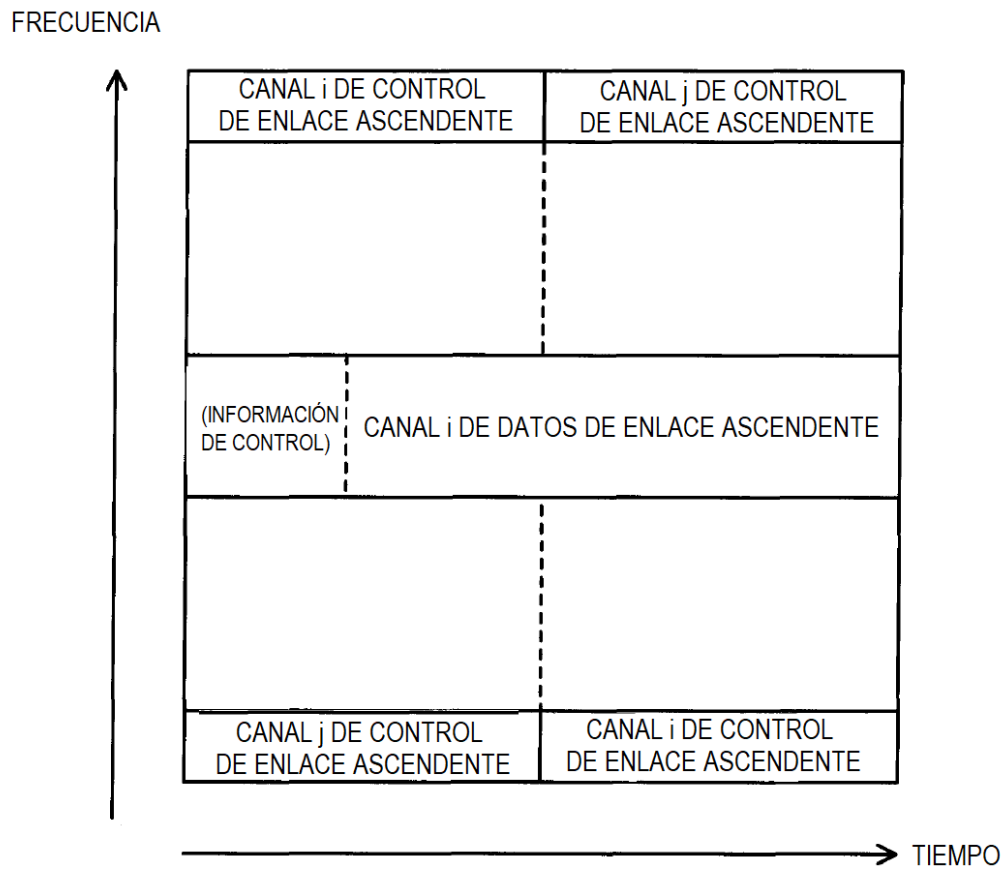 FRECUENCIA
CANAL i DE CONTROL
DE ENLACE ASCENDENTE
CANAL j DE CONTROL
DE ENLACE ASCENDENTE
(INFORMACIÓN
DE CONTROL)
CANAL i DE DATOS DE ENLACE ASCENDENTE
CANAL j DE CONTROL
DE ENLACE ASCENDENTE
CANAL i DE CONTROL
DE ENLACE ASCENDENTE
TIEMPO